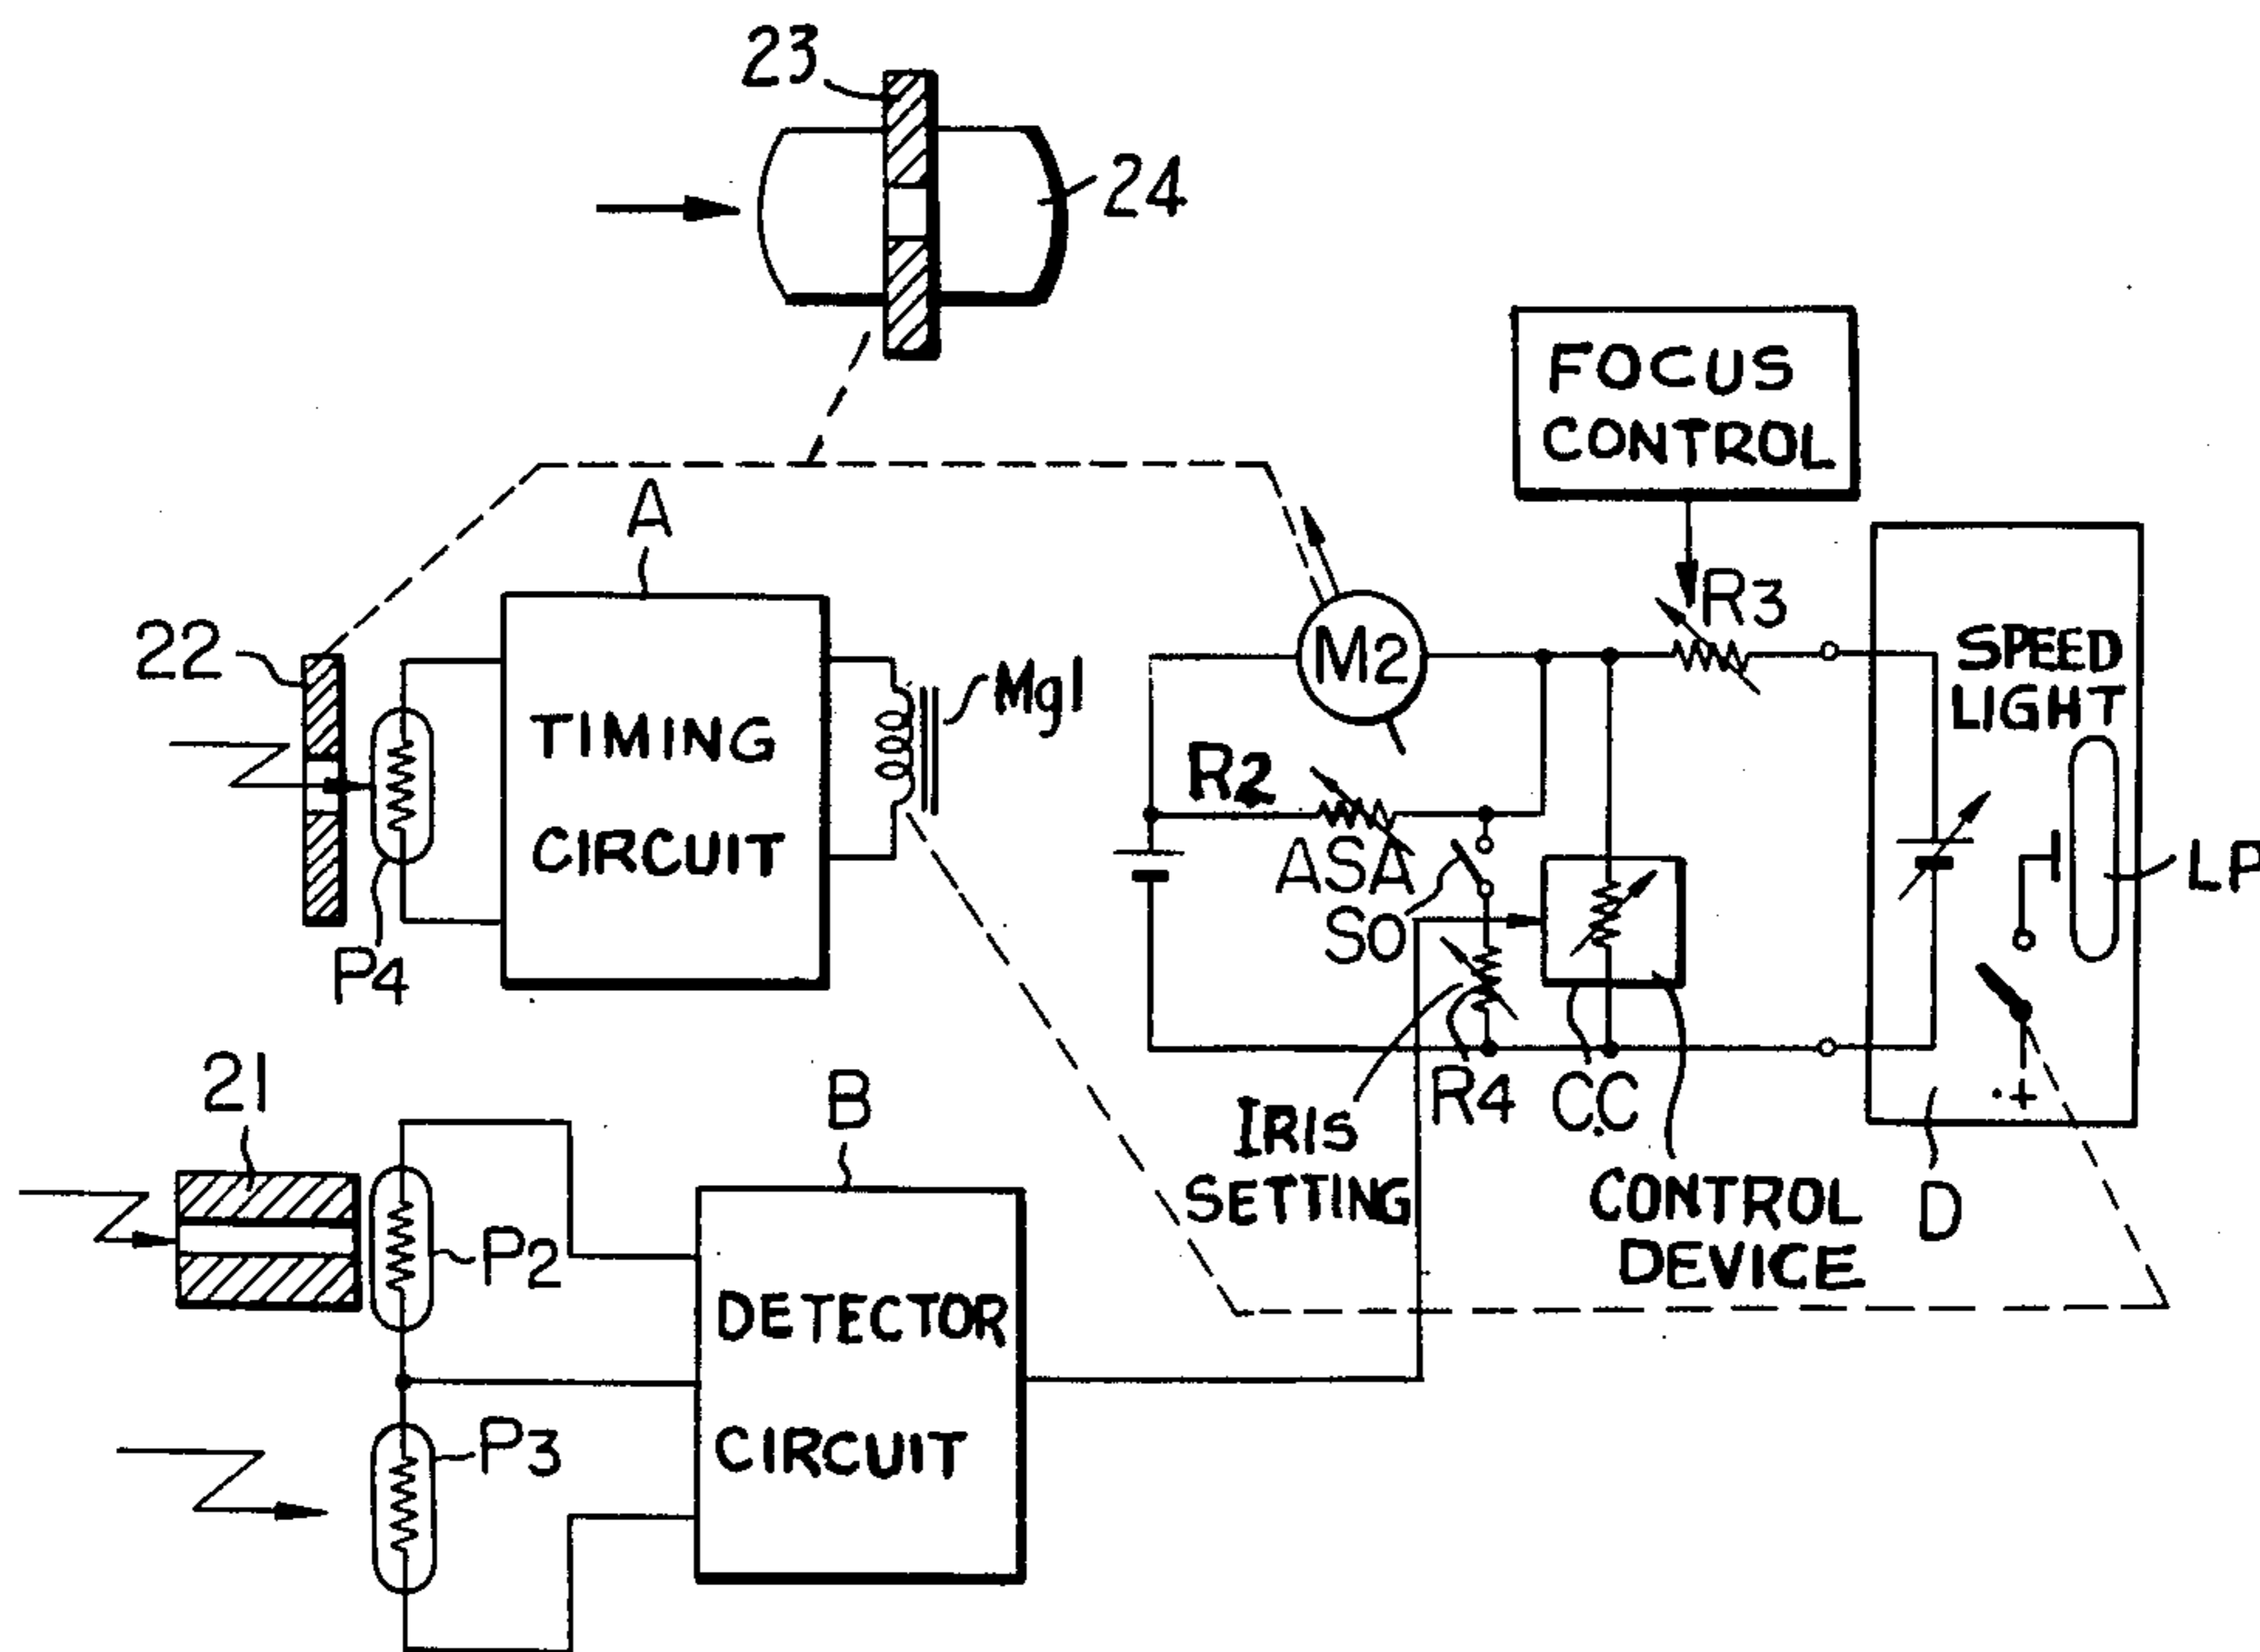 23
24
FOCUS
CONTROL
A
22
R3
SPEED
LIGHT
M2
Mg1
TIMING
CIRCUIT
R2
ASA
SO
LP
P4
21
B
IRIS
SETTING
R4
C.C
CONTROL
DEVICE
D
+
P2
DETECTOR
CIRCUIT
P3